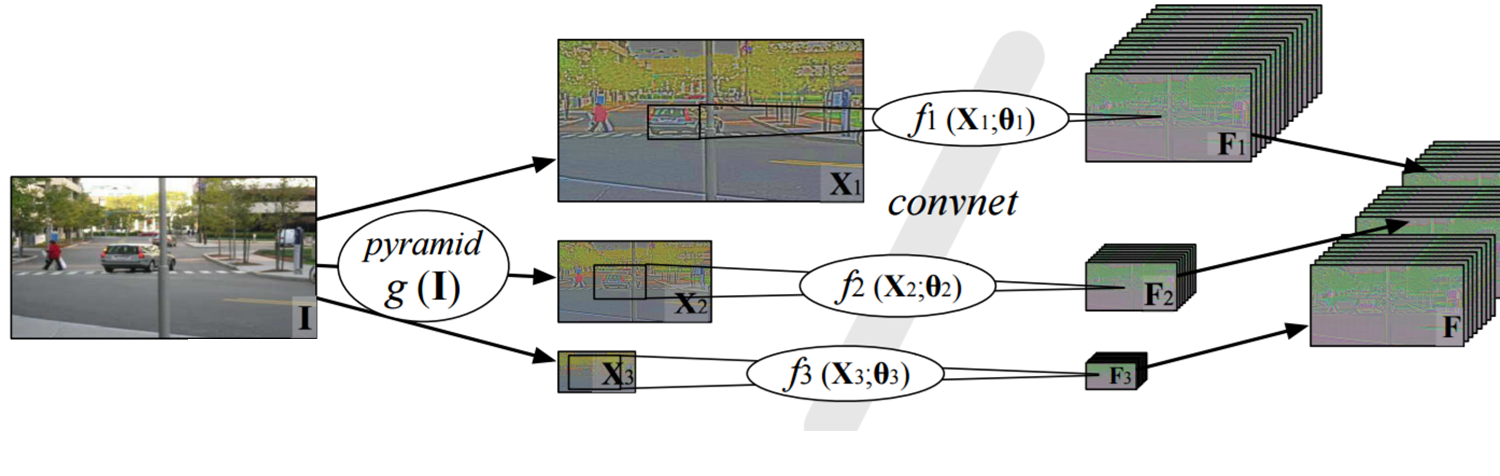 I
pyramid
g (I)
X1
f1 (X1;θ1)
F1
convnet
X2
f2 (X2;θ2)
F2
F
X3
f3 (X3;θ3)
F3